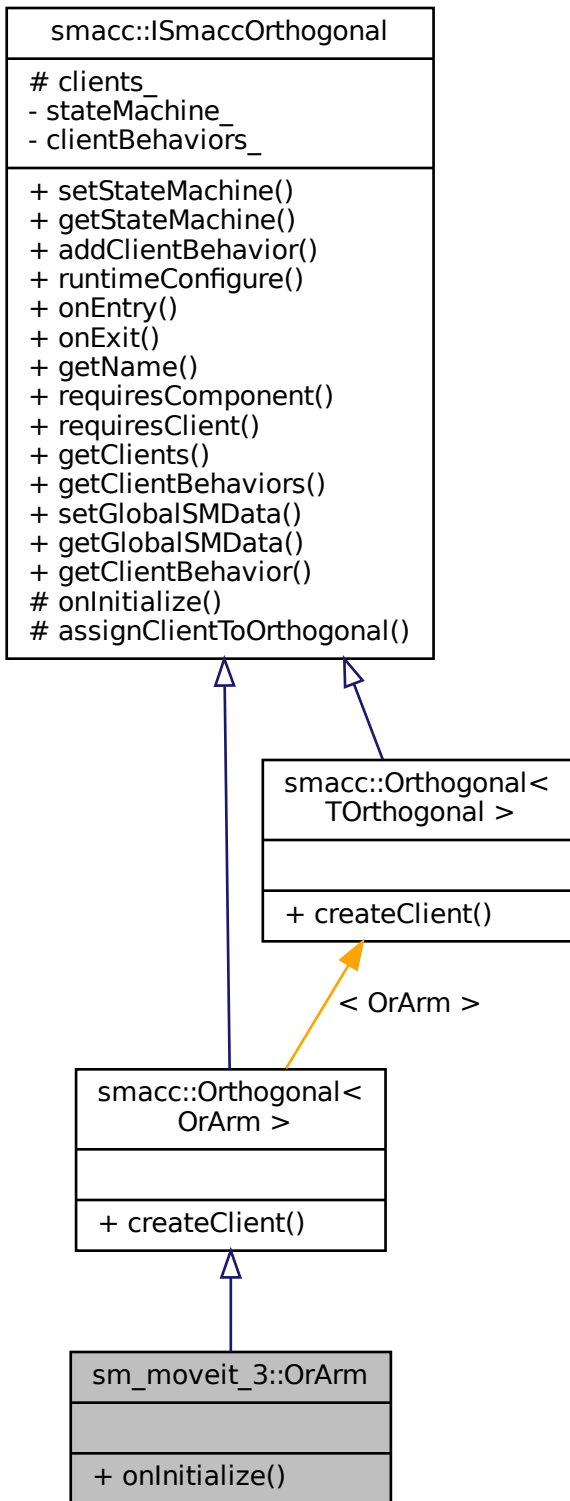 smacc::ISmaccOrthogonal
# clients_
- stateMachine_
- clientBehaviors_
+ setStateMachine()
+ getStateMachine()
+ addClientBehavior()
+ runtimeConfigure()
+ onEntry()
+ onExit()
+ getName()
+ requiresComponent()
+ requiresClient()
+ getClients()
+ getClientBehaviors()
+ setGlobalSMData()
+ getGlobalSMData()
+ getClientBehavior()
# onInitialize()
# assignClientToOrthogonal()
smacc::Orthogonal<
TOrthogonal >
+ createClient()
< OrArm >
smacc::Orthogonal<
OrArm >
+ createClient()
sm_moveit_3::OrArm
+ onInitialize()